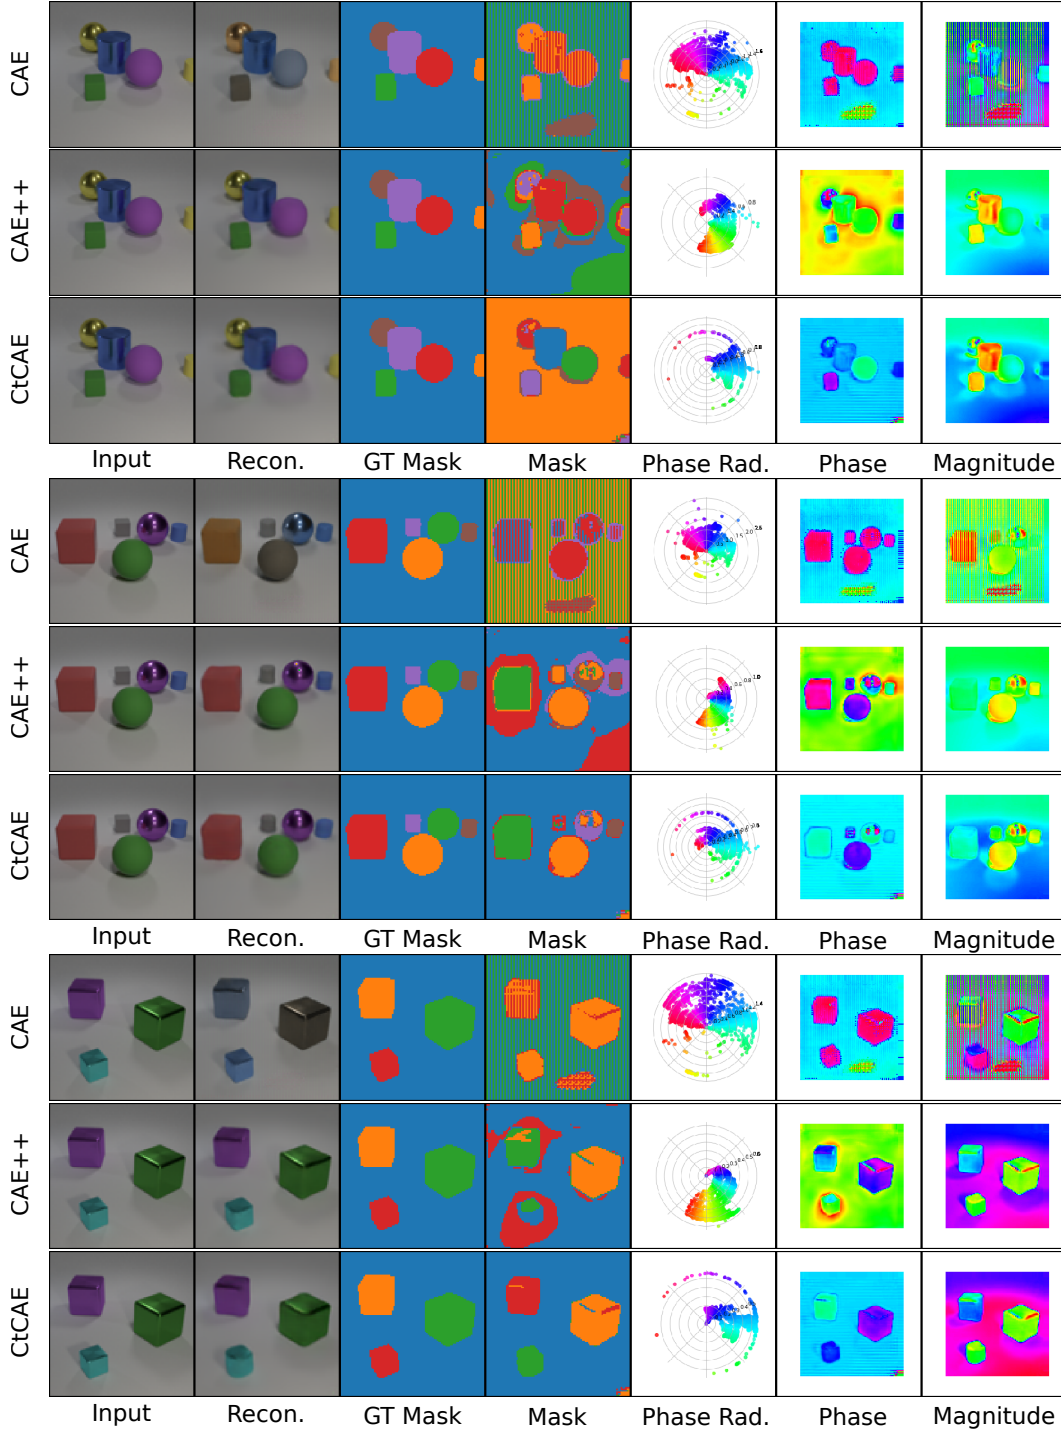 CAE
CAE++
CtCAE
Input Recon. GT Mask Mask Phase Rad. Phase Magnitude
CAE
CAE++
CtCAE
Input Recon. GT Mask Mask Phase Rad. Phase Magnitude
CAE
CAE++
CtCAE
Input Recon. GT Mask Mask Phase Rad. Phase Magnitude